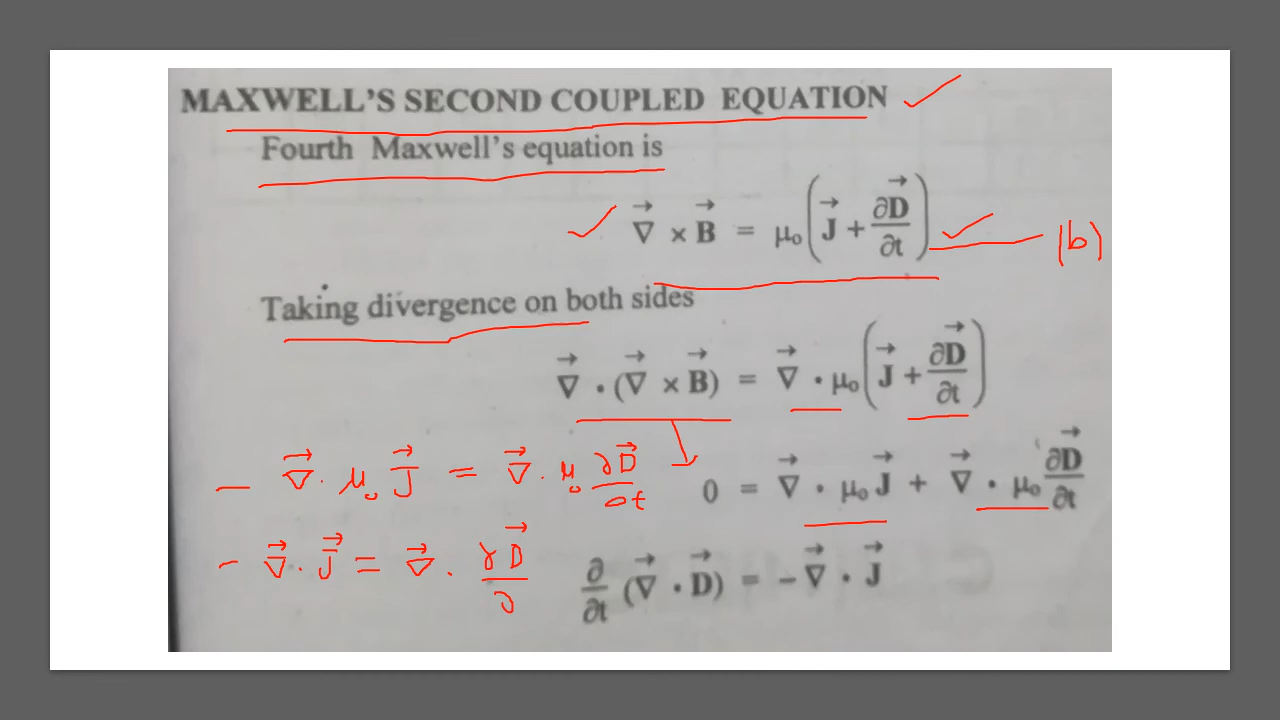 MAXWELL'S SECOND COUPLED EQUATION
Fourth Maxwell's equation is
∇⃗ × B⃗ = μ₀(J⃗ + ∂D⃗/∂t) (b)
Taking divergence on both sides
∇⃗ · (∇⃗ × B⃗) = ∇⃗ · μ₀(J⃗ + ∂D⃗/∂t)
− ∇⃗ · μ₀ J⃗ = ∇⃗ · μ₀ ∂D⃗/∂t
0 = ∇⃗ · μ₀ J⃗ + ∇⃗ · μ₀ ∂D⃗/∂t
− ∇⃗ · J⃗ = ∇⃗ · ∂D⃗/∂
∂/∂t (∇⃗ · D⃗) = −∇⃗ · J⃗